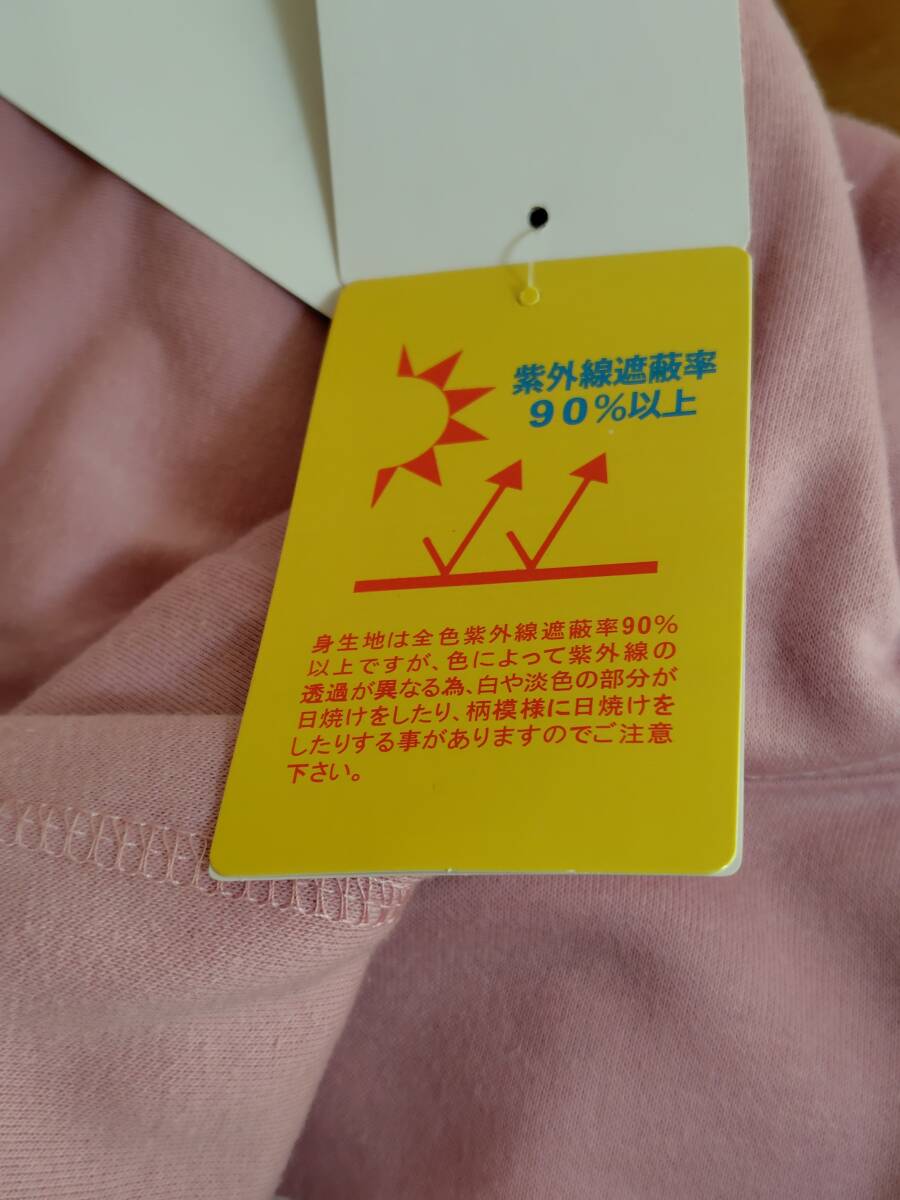 紫外線遮蔽率
90%以上
身生地は全色紫外線遮蔽率90%
以上ですが、色によって紫外線の
透過が異なる為、白や淡色の部分が
日焼けをしたり、柄模様に日焼けを
したりする事がありますのでご注意
下さい。